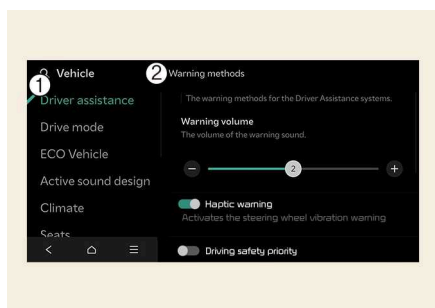 Vehicle
1
Driver assistance
Drive mode
ECO Vehicle
Active sound design
Climate
Seats
2
Warning methods
The warning methods for the Driver Assistance systems.
Warning volume
The volume of the warning sound.
2
Haptic warning
Activates the steering wheel vibration warning
Driving safety priority